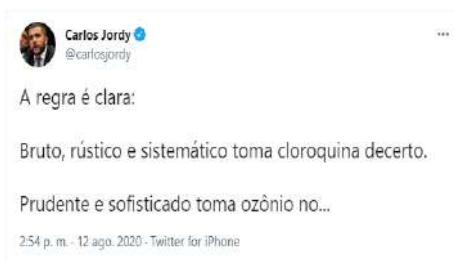 Carlos Jordy
@carlosjordy
A regra é clara:
Bruto, rústico e sistemático toma cloroquina decerto.
Prudente e sofisticado toma ozônio no...
2:54 p. m. · 12 ago. 2020 · Twitter for iPhone